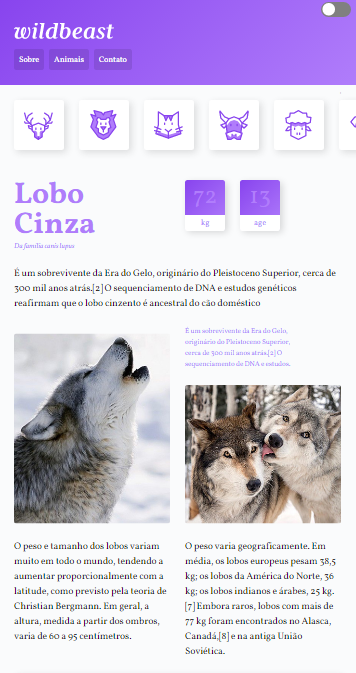 wildbeast
Sobre Animais Contato
Lobo
Cinza
Da família canis lupus
72
kg
13
age
É um sobrevivente da Era do Gelo, originário do Pleistoceno Superior, cerca de
300 mil anos atrás.[2] O sequenciamento de DNA e estudos genéticos
reafirmam que o lobo cinzento é ancestral do cão doméstico
É um sobrevivente da Era do Gelo,
originário do Pleistoceno Superior,
cerca de 300 mil anos atrás.[2] O
sequenciamento de DNA e estudos.
O peso e tamanho dos lobos variam
muito em todo o mundo, tendendo a
aumentar proporcionalmente com a
latitude, como previsto pela teoria de
Christian Bergmann. Em geral, a
altura, medida a partir dos ombros,
varia de 60 a 95 centímetros.
O peso varia geograficamente. Em
média, os lobos europeus pesam 38,5
kg; os lobos da América do Norte, 36
kg; os lobos indianos e árabes, 25 kg.
[7] Embora raros, lobos com mais de
77 kg foram encontrados no Alasca,
Canadá,[8] e na antiga União
Soviética.